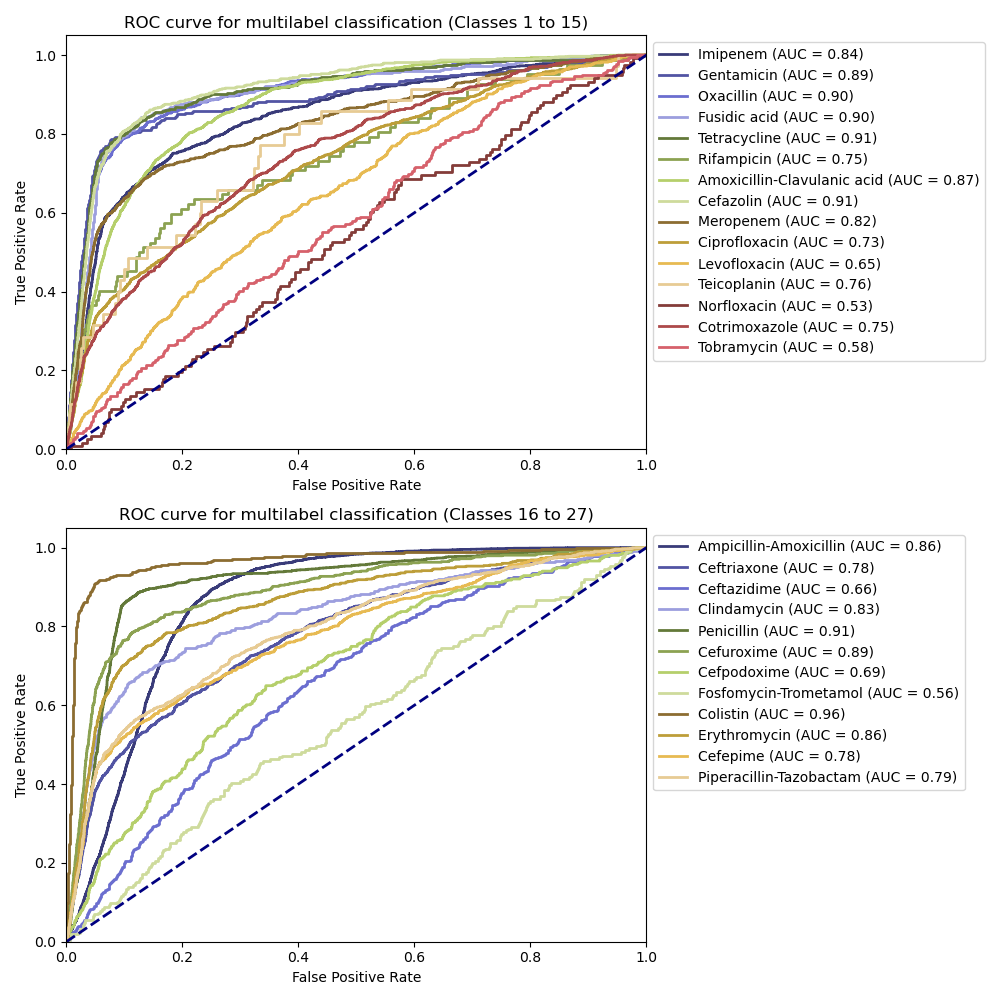 ROC curve for multilabel classification (Classes 1 to 15)
1.0
0.8
0.6
0.4
0.2
0.0
True Positive Rate
0.0 0.2 0.4 0.6 0.8 1.0
False Positive Rate
Imipenem (AUC = 0.84)
Gentamicin (AUC = 0.89)
Oxacillin (AUC = 0.90)
Fusidic acid (AUC = 0.90)
Tetracycline (AUC = 0.91)
Rifampicin (AUC = 0.75)
Amoxicillin-Clavulanic acid (AUC = 0.87)
Cefazolin (AUC = 0.91)
Meropenem (AUC = 0.82)
Ciprofloxacin (AUC = 0.73)
Levofloxacin (AUC = 0.65)
Teicoplanin (AUC = 0.76)
Norfloxacin (AUC = 0.53)
Cotrimoxazole (AUC = 0.75)
Tobramycin (AUC = 0.58)
ROC curve for multilabel classification (Classes 16 to 27)
1.0
0.8
0.6
0.4
0.2
0.0
True Positive Rate
0.0 0.2 0.4 0.6 0.8 1.0
False Positive Rate
Ampicillin-Amoxicillin (AUC = 0.86)
Ceftriaxone (AUC = 0.78)
Ceftazidime (AUC = 0.66)
Clindamycin (AUC = 0.83)
Penicillin (AUC = 0.91)
Cefuroxime (AUC = 0.89)
Cefpodoxime (AUC = 0.69)
Fosfomycin-Trometamol (AUC = 0.56)
Colistin (AUC = 0.96)
Erythromycin (AUC = 0.86)
Cefepime (AUC = 0.78)
Piperacillin-Tazobactam (AUC = 0.79)